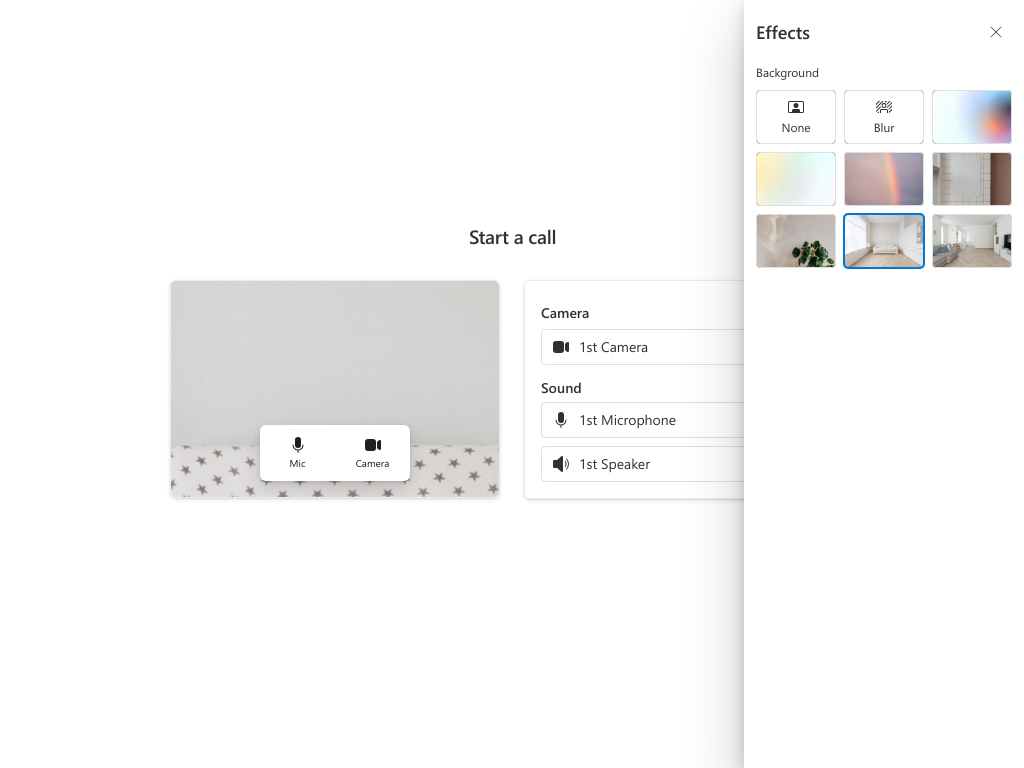 Effects
Background
None
Blur
Start a call
Mic
Camera
Camera
1st Camera
Sound
1st Microphone
1st Speaker